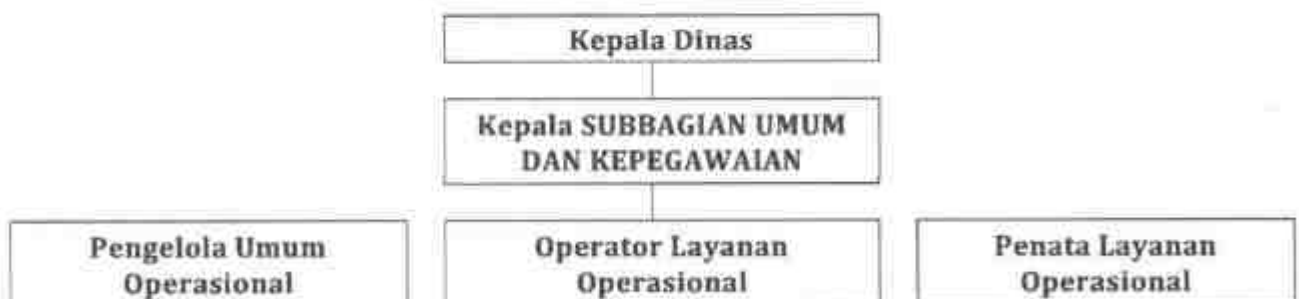 Kepala Dinas
Kepala SUBBAGIAN UMUM
DAN KEPEGAWAIAN
Pengelola Umum
Operasional
Operator Layanan
Operasional
Penata Layanan
Operasional